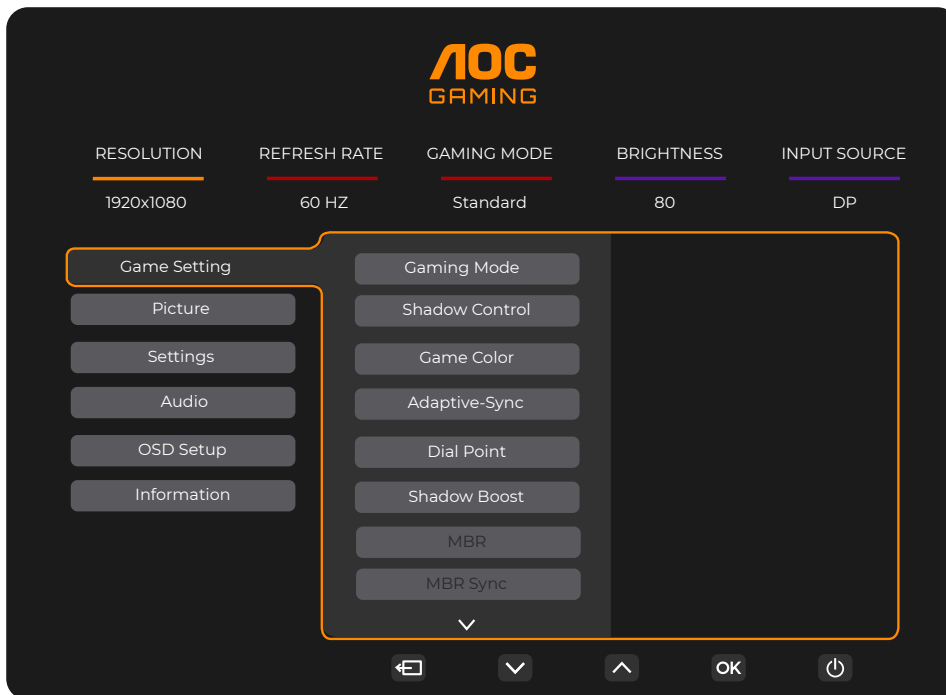 AOC
GAMING
RESOLUTION REFRESH RATE GAMING MODE BRIGHTNESS INPUT SOURCE
1920x1080 60 HZ Standard 80 DP
Game Setting
Picture
Settings
Audio
OSD Setup
Information
Gaming Mode
Shadow Control
Game Color
Adaptive-Sync
Dial Point
Shadow Boost
MBR
MBR Sync
OK